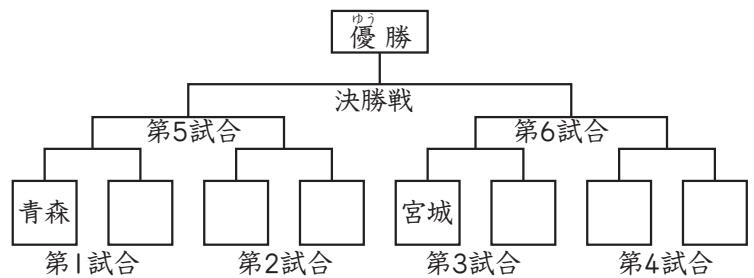 ゆう
優勝
決勝戦
第5試合 第6試合
青森 宮城
第1試合 第2試合 第3試合 第4試合